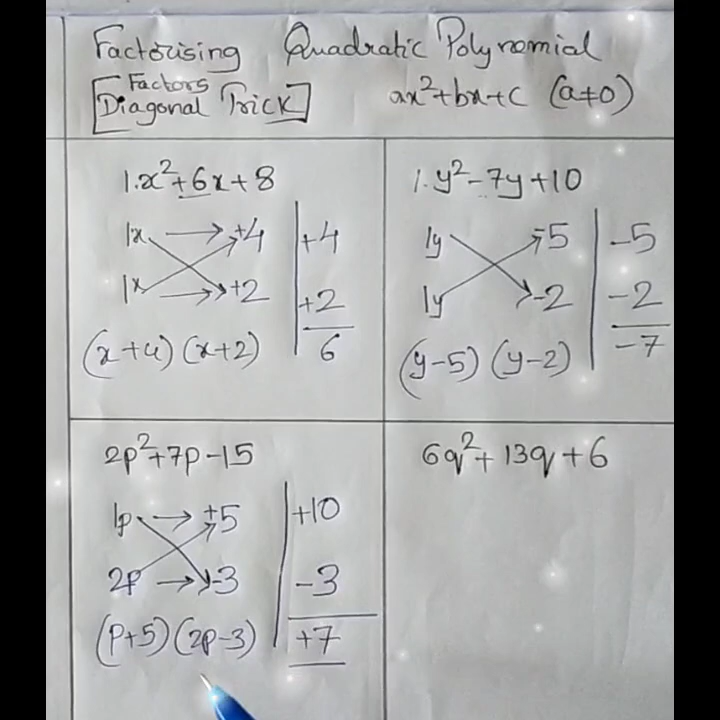 Factorising Quadratic Polynomial
Factors
[Diagonal Trick] ax²+bx+c (a≠0)
1. x²+6x+8
1x +4 +4
1x +2 +2
6
(x+4) (x+2)
1. y²-7y+10
1y -5 -5
1y -2 -2
-7
(y-5) (y-2)
2p²+7p-15
1p +5 +10
2p -3 -3
(p+5) (2p-3) +7
6q²+13q+6